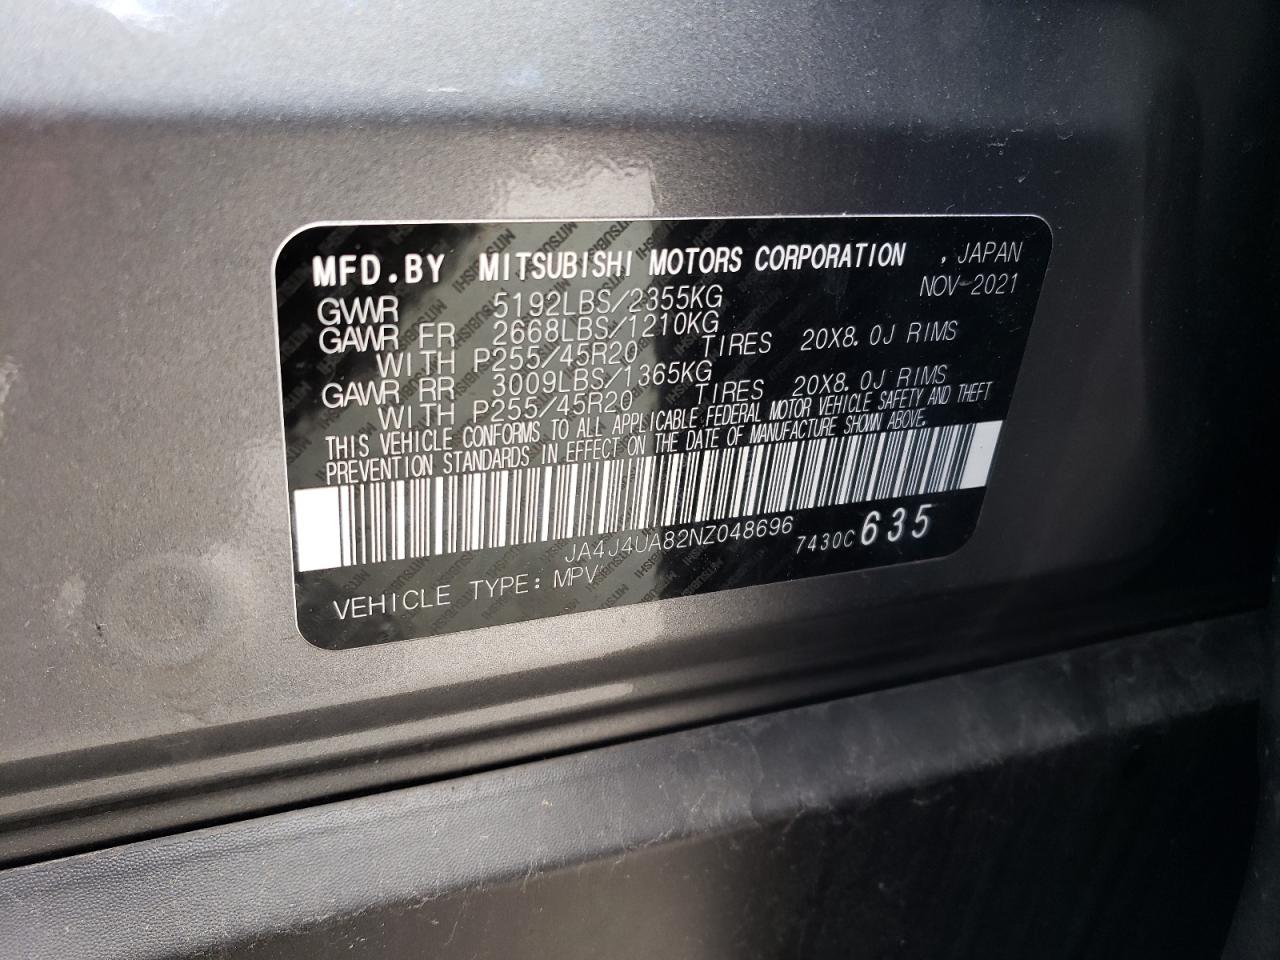 MFD.BY MITSUBISHI MOTORS CORPORATION , JAPAN
NOV-2021
GVWR 5192LBS/2355KG
GAWR FR 2668LBS/1210KG
WITH P255/45R20 TIRES 20X8.0J RIMS
GAWR RR 3009LBS/1365KG
WITH P255/45R20 TIRES 20X8.0J RIMS
THIS VEHICLE CONFORMS TO ALL APPLICABLE FEDERAL MOTOR VEHICLE SAFETY AND THEFT
PREVENTION STANDARDS IN EFFECT ON THE DATE OF MANUFACTURE SHOWN ABOVE.
JA4J4UA82NZ048696 7430C 635
VEHICLE TYPE: MPV